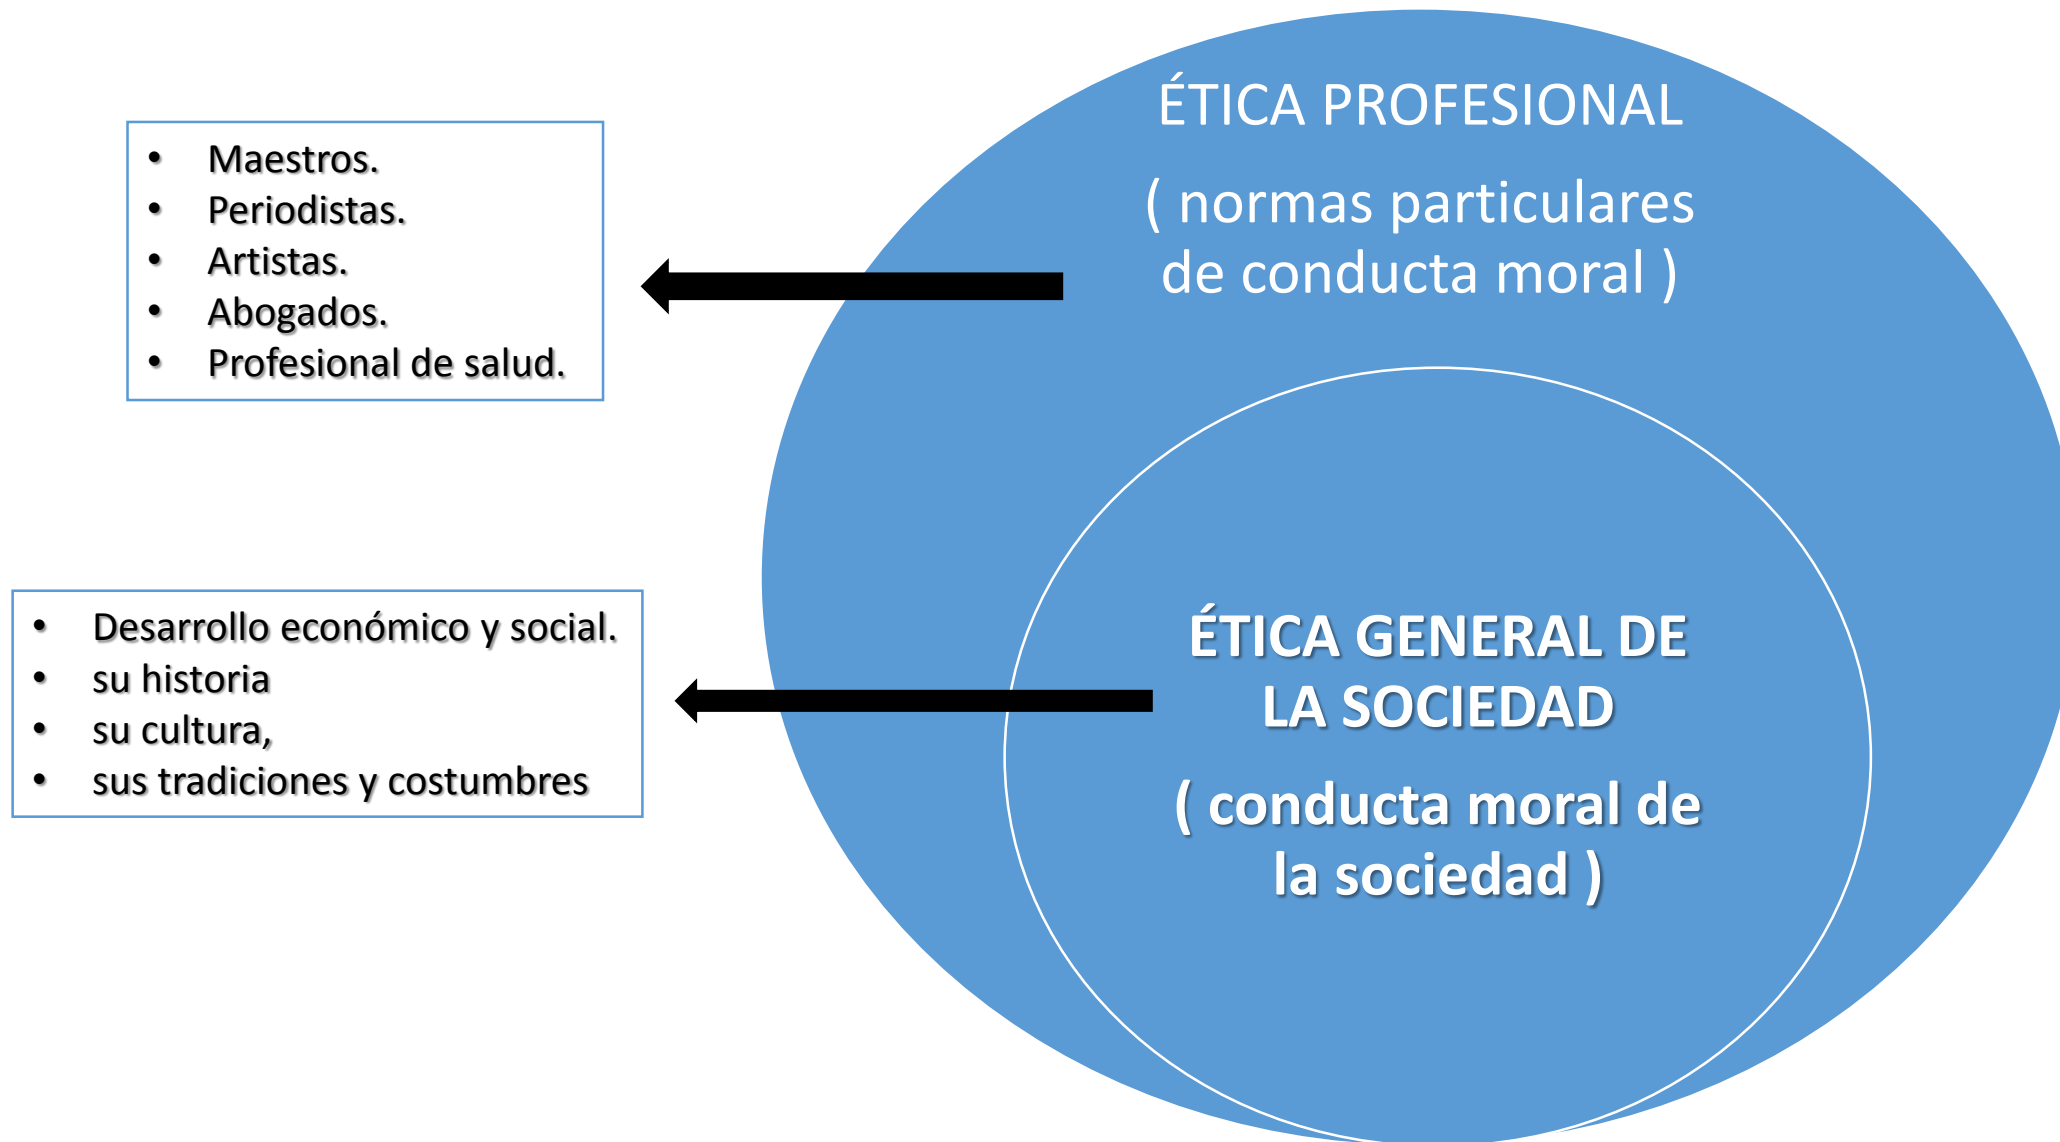 ÉTICA PROFESIONAL
( normas particulares
de conducta moral )
• Maestros.
• Periodistas.
• Artistas.
• Abogados.
• Profesional de salud.
ÉTICA GENERAL DE
LA SOCIEDAD
( conducta moral de
la sociedad )
• Desarrollo económico y social.
• su historia
• su cultura,
• sus tradiciones y costumbres